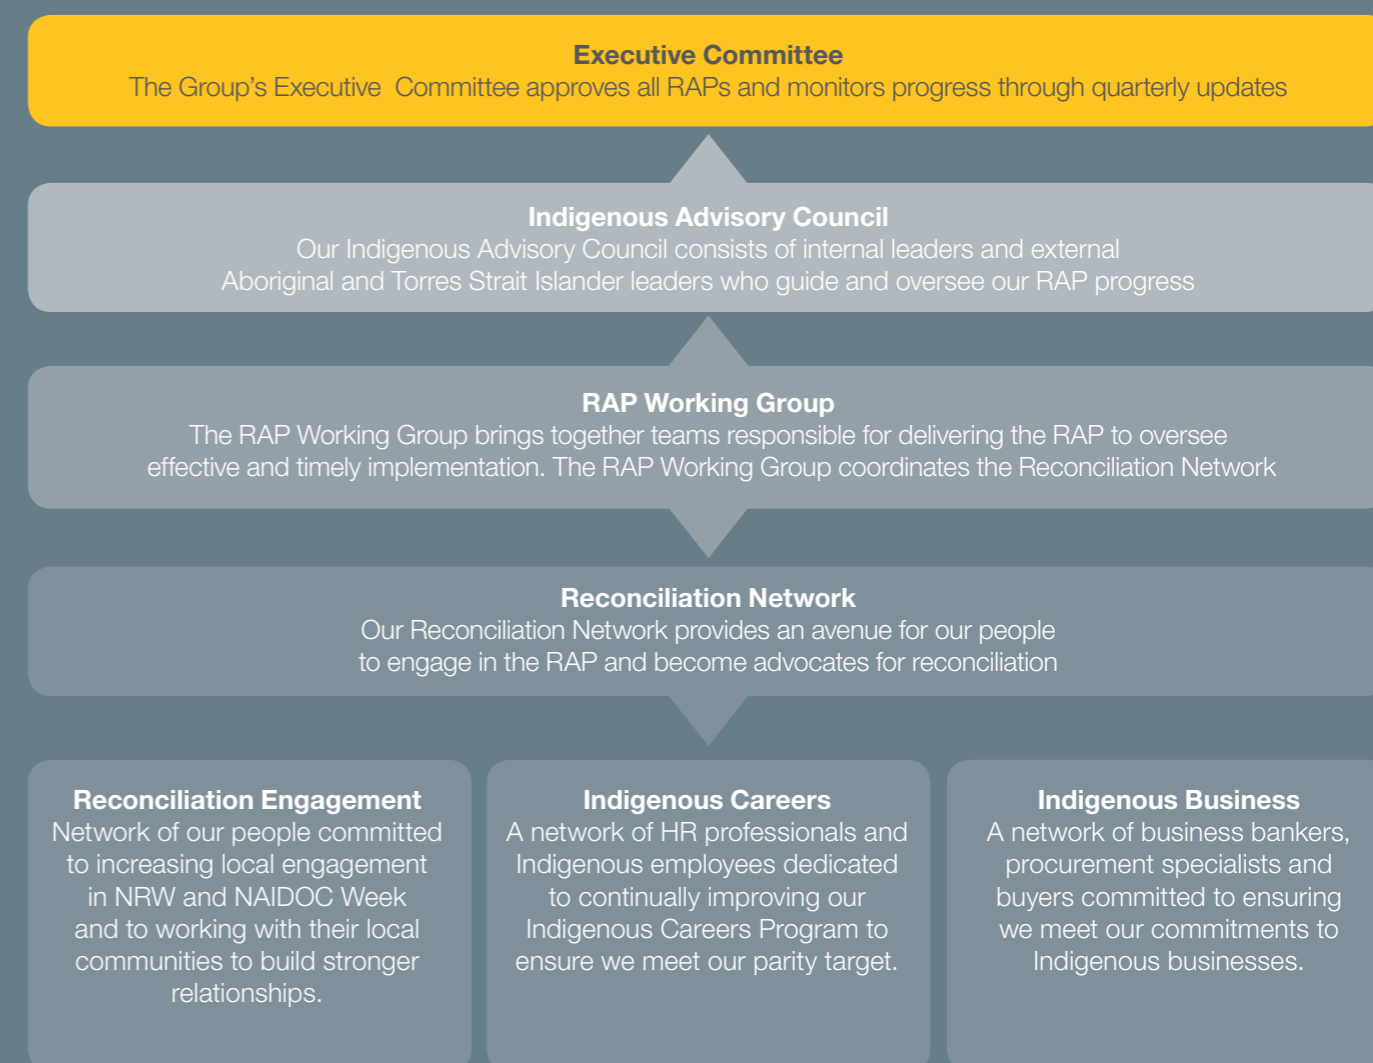 Executive Committee
The Group's Executive  Committee approves all RAPs and monitors progress through quarterly updates
Indigenous Advisory Council
Our Indigenous Advisory Council consists of internal leaders and external
Aboriginal and Torres Strait Islander leaders who guide and oversee our RAP progress
RAP Working Group
The RAP Working Group brings together teams responsible for delivering the RAP to oversee
effective and timely implementation. The RAP Working Group coordinates the Reconciliation Network
Reconciliation Network
Our Reconciliation Network provides an avenue for our people
to engage in the RAP and become advocates for reconciliation
Reconciliation Engagement
Network of our people committed
to increasing local engagement
in NRW and NAIDOC Week
and to working with their local
communities to build stronger
relationships.
Indigenous Careers
A network of HR professionals and
Indigenous employees dedicated
to continually improving our
Indigenous Careers Program to
ensure we meet our parity target.
Indigenous Business
A network of business bankers,
procurement specialists and
buyers committed to ensuring
we meet our commitments to
Indigenous businesses.